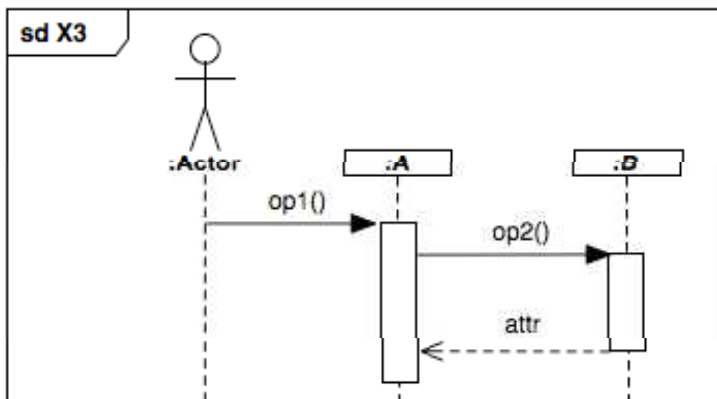 sd X3
:Actor
:A
:B
op1()
op2()
attr